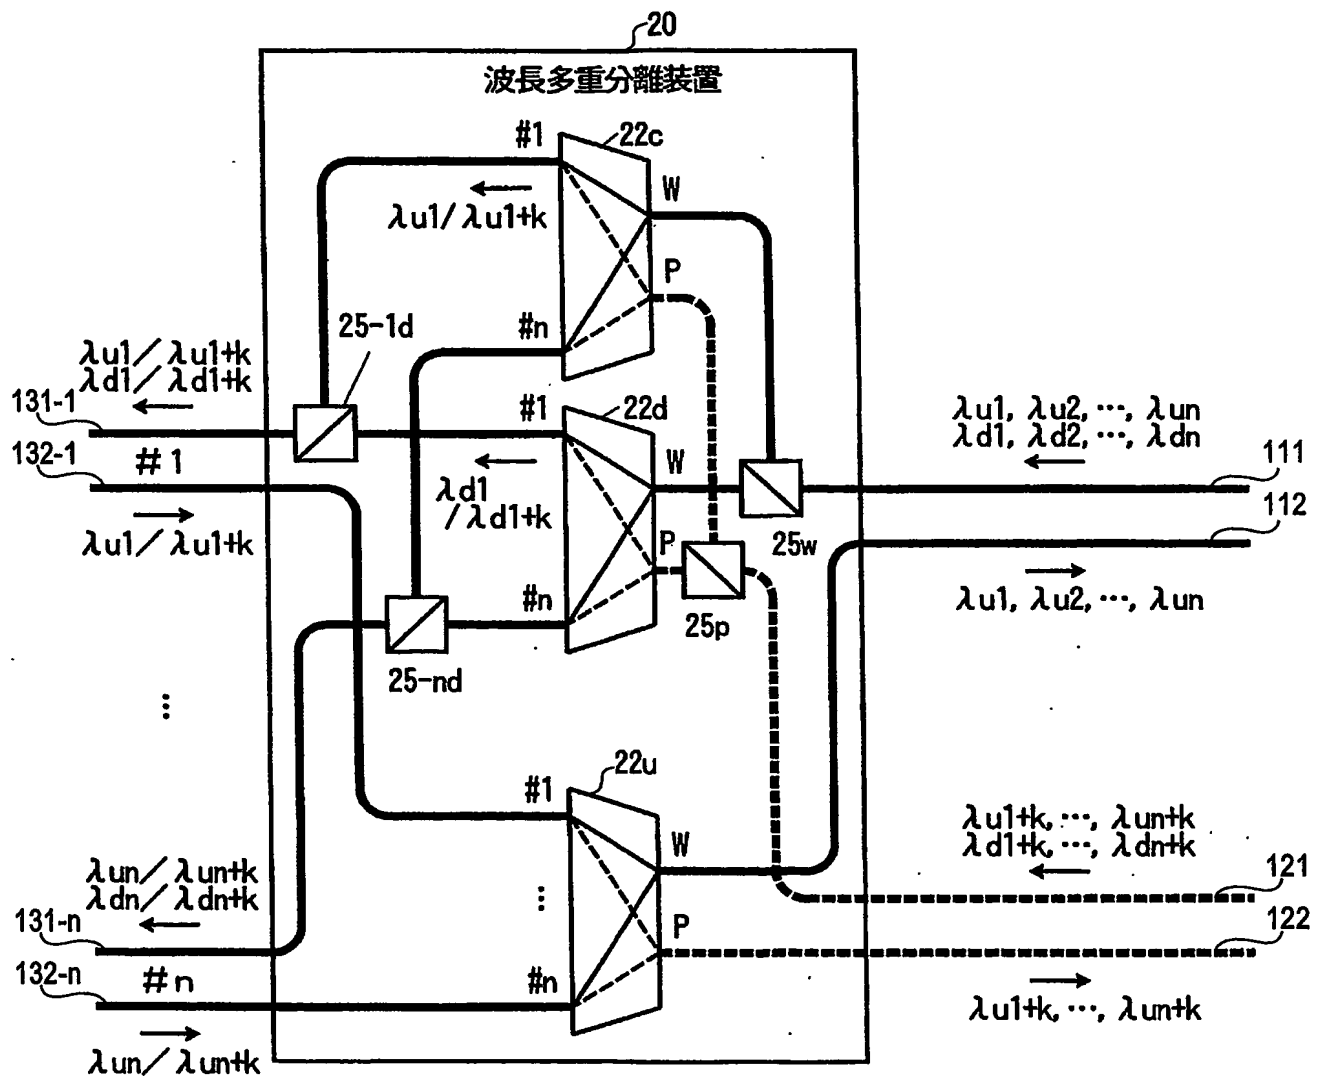 20
波長多重分離装置
#1
22c
W
λu1/λu1+k
P
#n
25-1d
λu1/λu1+k
λd1/λd1+k
131-1
132-1
#1
λu1/λu1+k
#1
22d
W
λd1
/λd1+k
P
#n
25w
25p
25-nd
λu1, λu2, ⋯, λun
λd1, λd2, ⋯, λdn
111
112
λu1, λu2, ⋯, λun
⋮
22u
#1
W
⋮
P
#n
λun/λun+k
λdn/λdn+k
131-n
132-n
#n
λun/λun+k
λu1+k, ⋯, λun+k
λd1+k, ⋯, λdn+k
121
122
λu1+k, ⋯, λun+k